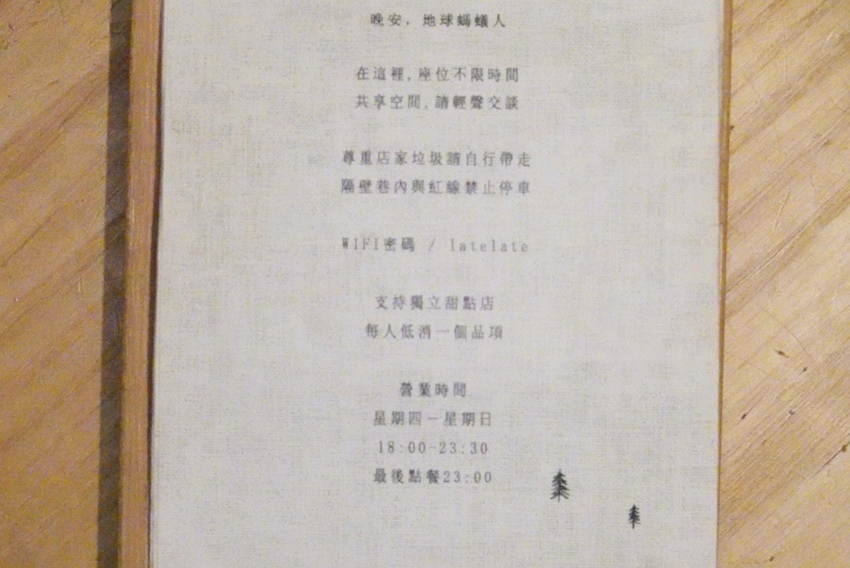 晚安，地球螞蟻人
在這裡,座位不限時間
共享空間,請輕聲交談
尊重店家垃圾請自行帶走
隔壁巷內與紅線禁止停車
WIFI密碼 / latelate
支持獨立甜點店
每人低消一個品項
營業時間
星期四－星期日
18:00-23:30
最後點餐23:00